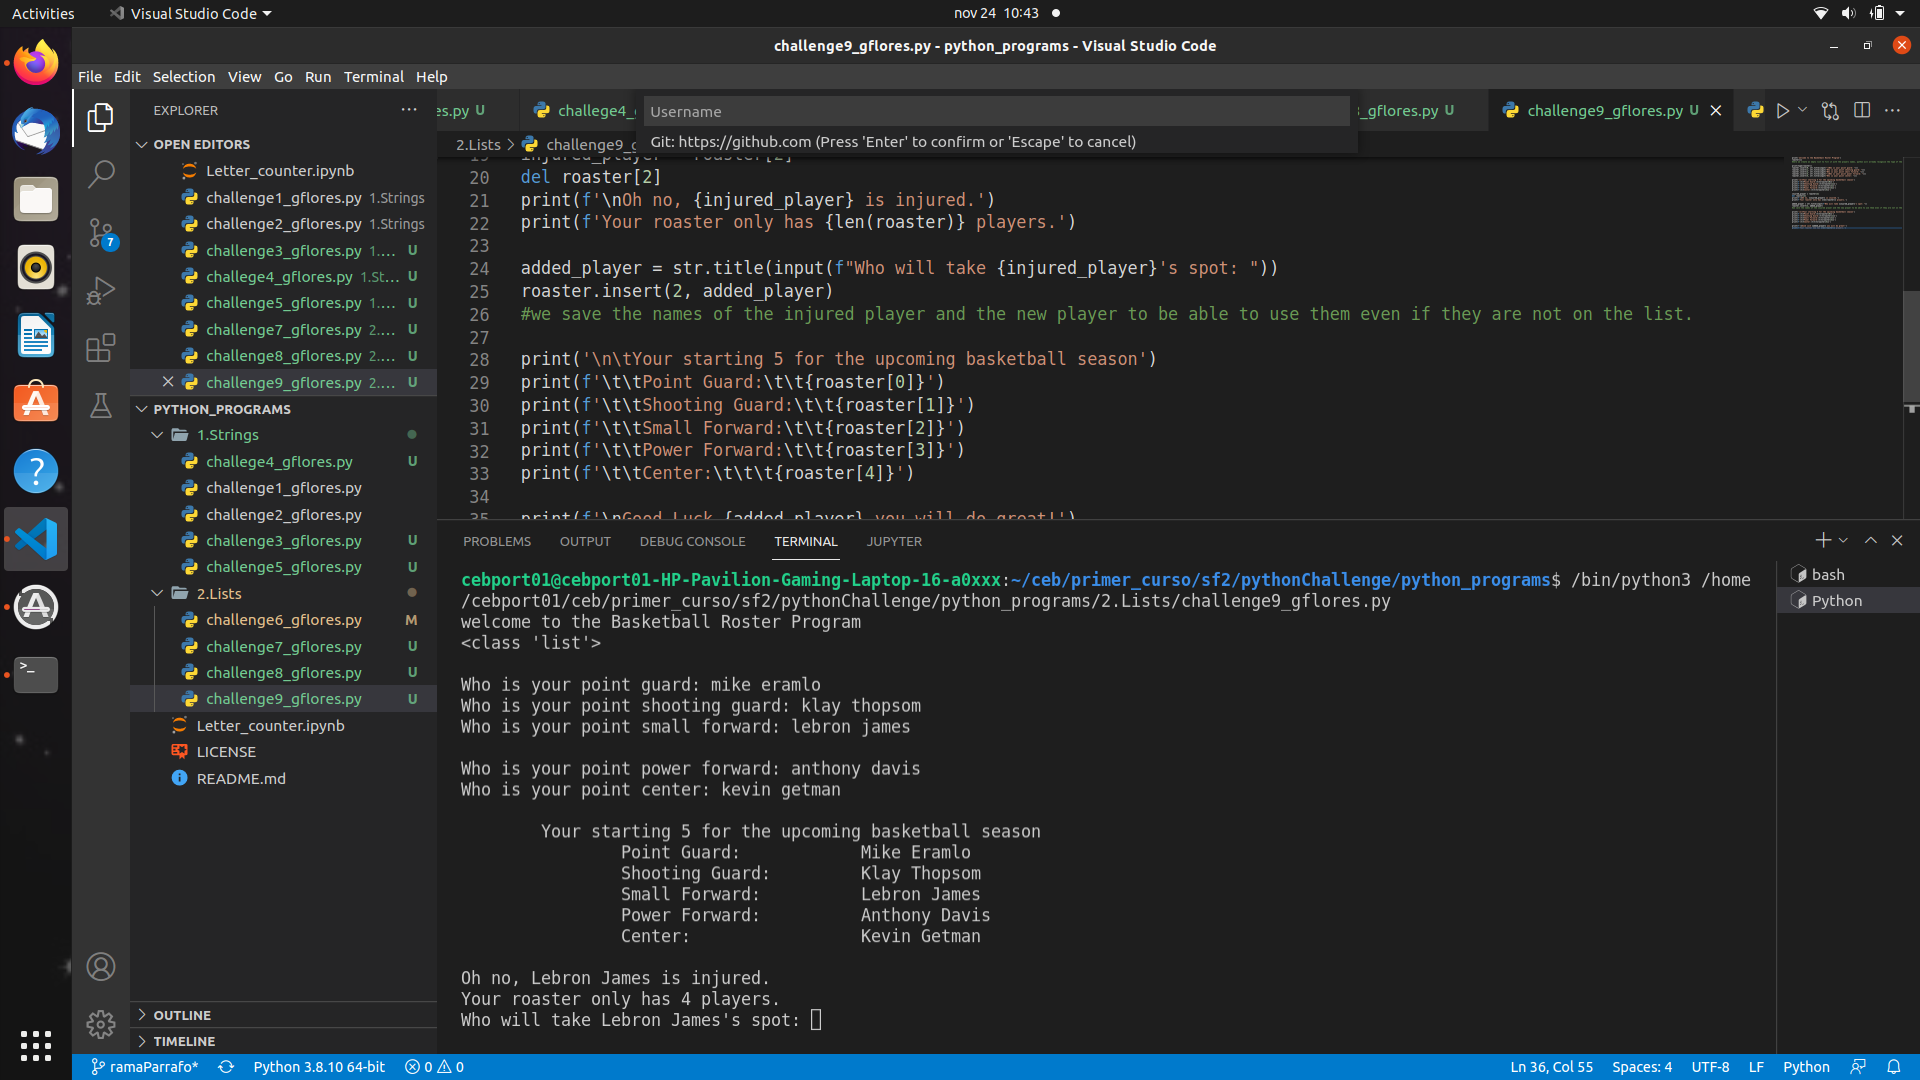 Activities
Visual Studio Code
nov 24 10:43
challenge9_gflores.py - python_programs - Visual Studio Code
File Edit Selection View Go Run Terminal Help
EXPLORER
es.py U
challege4_
Username
_gflores.py U
challenge9_gflores.py U
Git: https://github.com (Press 'Enter' to confirm or 'Escape' to cancel)
2.Lists > challenge9_g
OPEN EDITORS
Letter_counter.ipynb
challenge1_gflores.py 1.Strings
challenge2_gflores.py 1.Strings
challenge3_gflores.py 1.... U
challege4_gflores.py 1.St... U
challenge5_gflores.py 1.... U
challenge7_gflores.py 2.... U
challenge8_gflores.py 2.... U
challenge9_gflores.py 2.... U
7
PYTHON_PROGRAMS
1.Strings
challege4_gflores.py U
challenge1_gflores.py
challenge2_gflores.py
challenge3_gflores.py U
challenge5_gflores.py U
2.Lists
challenge6_gflores.py M
challenge7_gflores.py U
challenge8_gflores.py U
challenge9_gflores.py U
Letter_counter.ipynb
LICENSE
README.md
OUTLINE
TIMELINE
19 injured_player = roaster[2]
20 del roaster[2]
21 print(f'\nOh no, {injured_player} is injured.')
22 print(f'Your roaster only has {len(roaster)} players.')
23
24 added_player = str.title(input(f"Who will take {injured_player}'s spot: "))
25 roaster.insert(2, added_player)
26 #we save the names of the injured player and the new player to be able to use them even if they are not on the list.
27
28 print('\n\tYour starting 5 for the upcoming basketball season')
29 print(f'\t\tPoint Guard:\t\t{roaster[0]}')
30 print(f'\t\tShooting Guard:\t\t{roaster[1]}')
31 print(f'\t\tSmall Forward:\t\t{roaster[2]}')
32 print(f'\t\tPower Forward:\t\t{roaster[3]}')
33 print(f'\t\tCenter:\t\t\t{roaster[4]}')
34
35 print(f'\nGood Luck {added_player} you will do great!')
PROBLEMS OUTPUT DEBUG CONSOLE TERMINAL JUPYTER
bash
Python
cebport01@cebport01-HP-Pavilion-Gaming-Laptop-16-a0xxx:~/ceb/primer_curso/sf2/pythonChallenge/python_programs$ /bin/python3 /home
/cebport01/ceb/primer_curso/sf2/pythonChallenge/python_programs/2.Lists/challenge9_gflores.py
welcome to the Basketball Roster Program
<class 'list'>
Who is your point guard: mike eramlo
Who is your point shooting guard: klay thopsom
Who is your point small forward: lebron james
Who is your point power forward: anthony davis
Who is your point center: kevin getman
Your starting 5 for the upcoming basketball season
Point Guard: Mike Eramlo
Shooting Guard: Klay Thopsom
Small Forward: Lebron James
Power Forward: Anthony Davis
Center: Kevin Getman
Oh no, Lebron James is injured.
Your roaster only has 4 players.
Who will take Lebron James's spot:
ramaParrafo* Python 3.8.10 64-bit 0 0 Ln 36, Col 55 Spaces: 4 UTF-8 LF Python